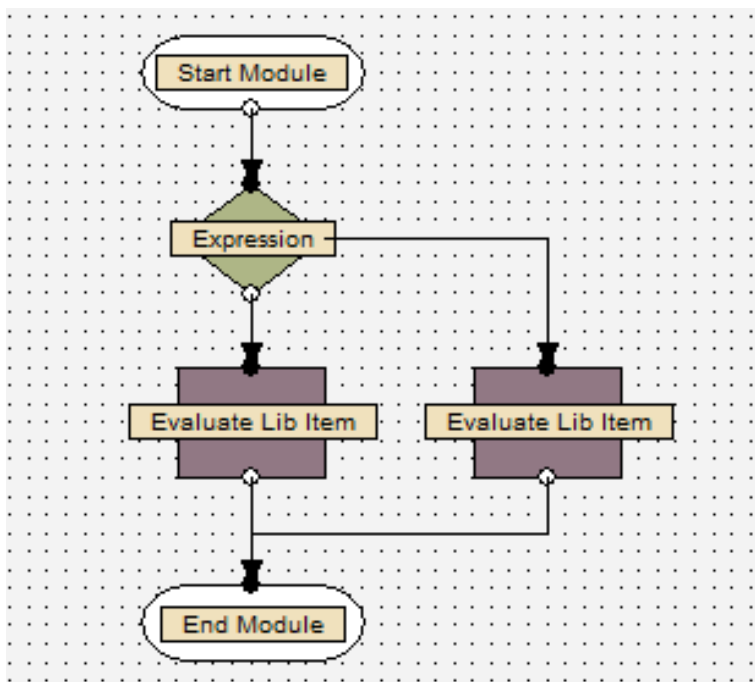 Start Module
Expression
Evaluate Lib Item
Evaluate Lib Item
End Module